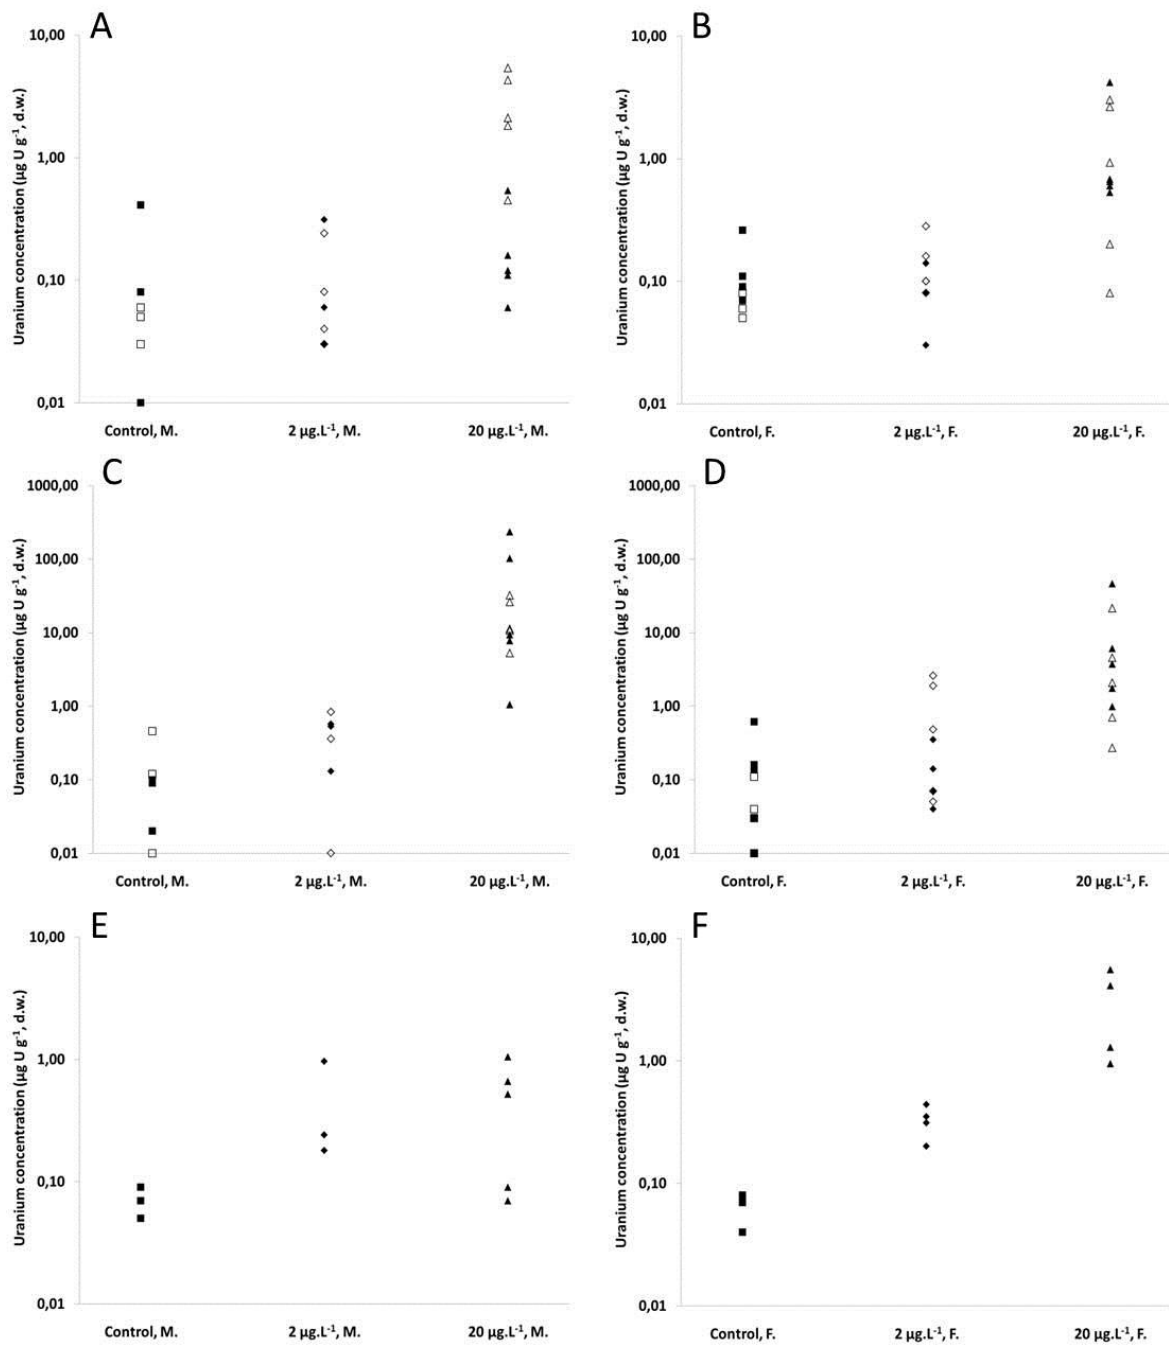 A
Uranium concentration (µg U g⁻¹, d.w.)
10,00
1,00
0,10
0,01
Control, M.
2 µg.L⁻¹, M.
20 µg.L⁻¹, M.
B
Uranium concentration (µg U g⁻¹, d.w.)
10,00
1,00
0,10
0,01
Control, F.
2 µg.L⁻¹, F.
20 µg.L⁻¹, F.
C
Uranium concentration (µg U g⁻¹, d.w.)
1000,00
100,00
10,00
1,00
0,10
0,01
Control, M.
2 µg.L⁻¹, M.
20 µg.L⁻¹, M.
D
Uranium concentration (µg U g⁻¹, d.w.)
1000,00
100,00
10,00
1,00
0,10
0,01
Control, F.
2 µg.L⁻¹, F.
20 µg.L⁻¹, F.
E
Uranium concentration (µg U g⁻¹, d.w.)
10,00
1,00
0,10
0,01
Control, M.
2 µg.L⁻¹, M.
20 µg.L⁻¹, M.
F
Uranium concentration (µg U g⁻¹, d.w.)
10,00
1,00
0,10
0,01
Control, F.
2 µg.L⁻¹, F.
20 µg.L⁻¹, F.